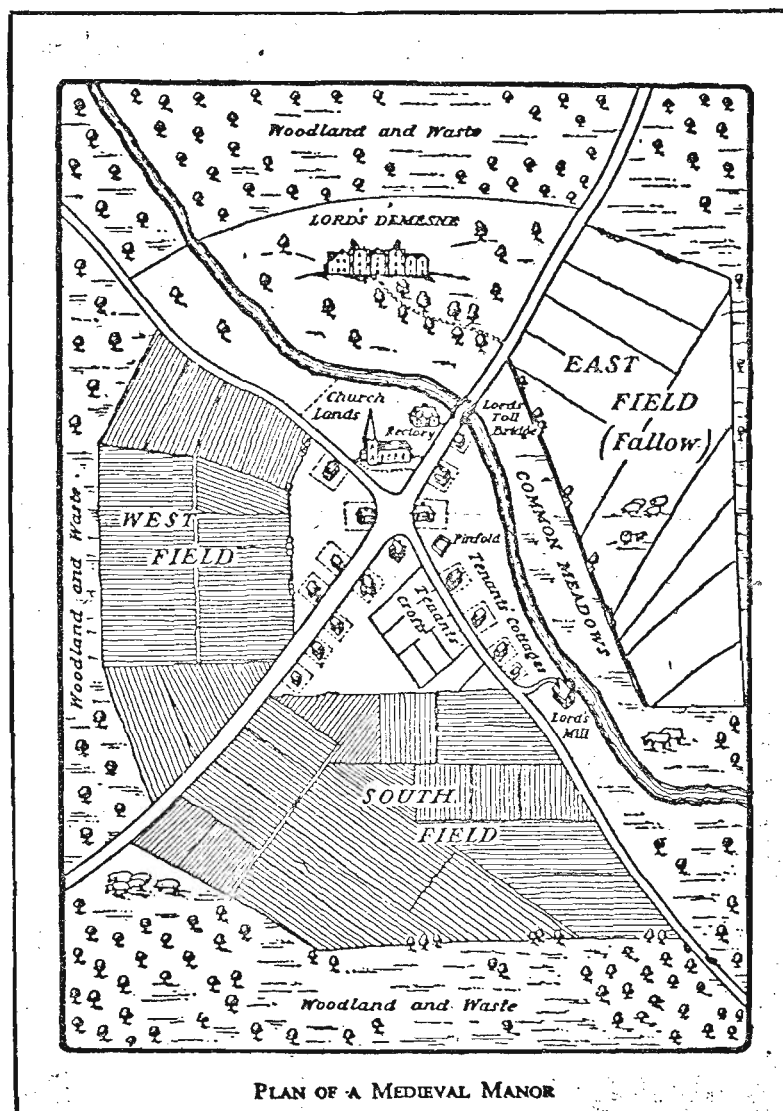 Woodland and Waste
LORD'S DEMESNE
EAST
FIELD
(Fallow)
Church
Lands
Rectory
Lord's
Toll
Bridge
COMMON MEADOWS
WEST
FIELD
Woodland and Waste
Pinfold
Tenants' Cottages
Tenants'
Crofts
Lord's
Mill
SOUTH
FIELD
Woodland and Waste
PLAN OF A MEDIEVAL MANOR